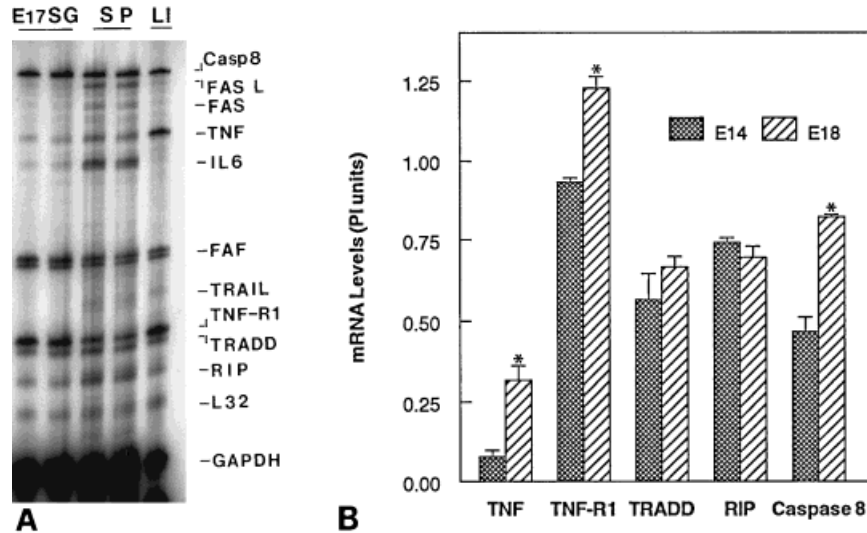 E17SG SP LI
Casp8
FAS L
FAS
TNF
IL6
FAF
TRAIL
TNF-R1
TRADD
RIP
L32
GAPDH
A
mRNA Levels (PI units)
1.25
1.00
0.75
0.50
0.25
0.00
E14 E18
*
*
*
TNF TNF-R1 TRADD RIP Caspase 8
B